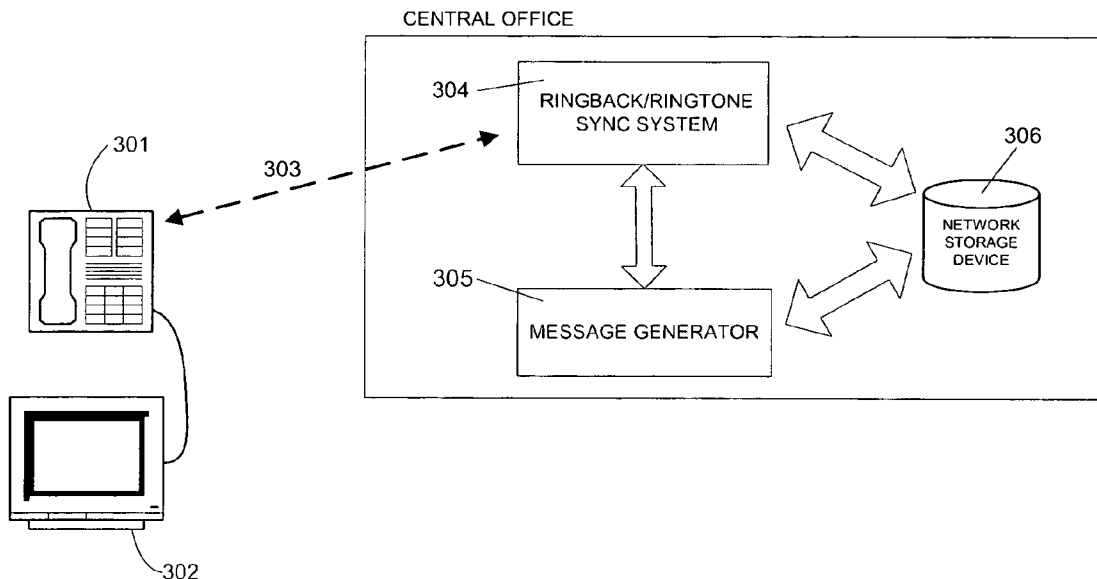 CENTRAL OFFICE
304
RINGBACK/RINGTONE
SYNC SYSTEM
301
303
306
NETWORK
STORAGE
DEVICE
305
MESSAGE GENERATOR
302